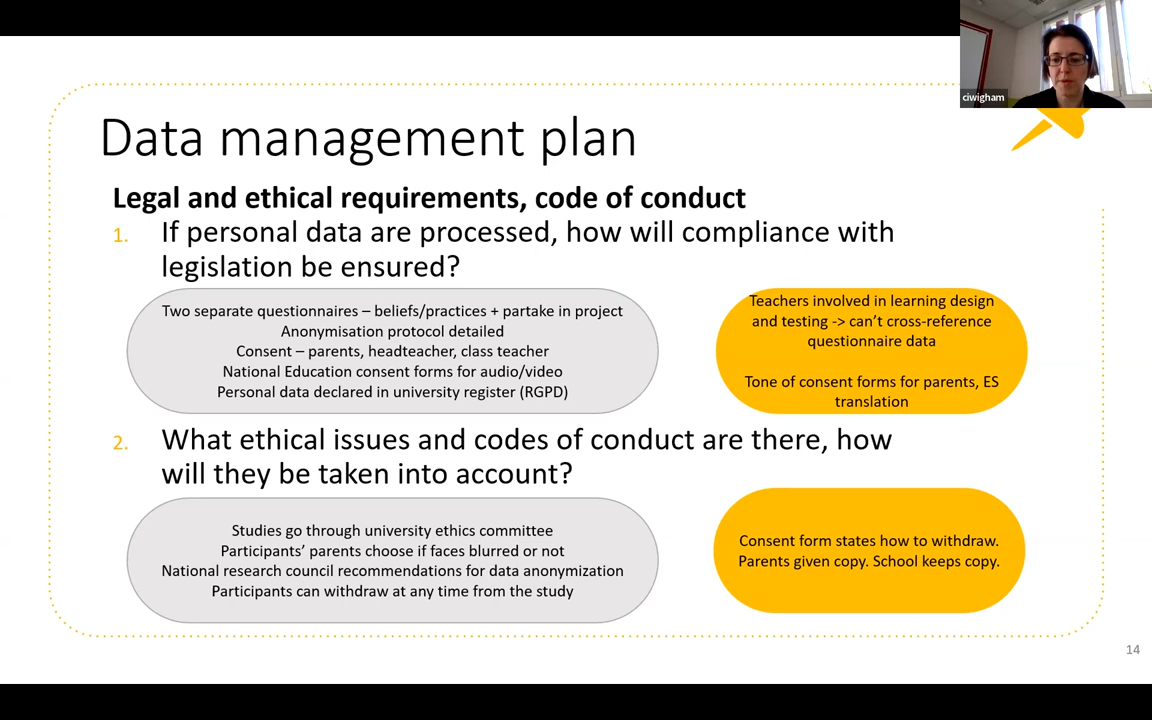 ciwigham
Data management plan
Legal and ethical requirements, code of conduct
1. If personal data are processed, how will compliance with
legislation be ensured?
Two separate questionnaires – beliefs/practices + partake in project
Anonymisation protocol detailed
Consent – parents, headteacher, class teacher
National Education consent forms for audio/video
Personal data declared in university register (RGPD)
Teachers involved in learning design
and testing -> can't cross-reference
questionnaire data
Tone of consent forms for parents, ES
translation
2. What ethical issues and codes of conduct are there, how
will they be taken into account?
Studies go through university ethics committee
Participants' parents choose if faces blurred or not
National research council recommendations for data anonymization
Participants can withdraw at any time from the study
Consent form states how to withdraw.
Parents given copy. School keeps copy.
14